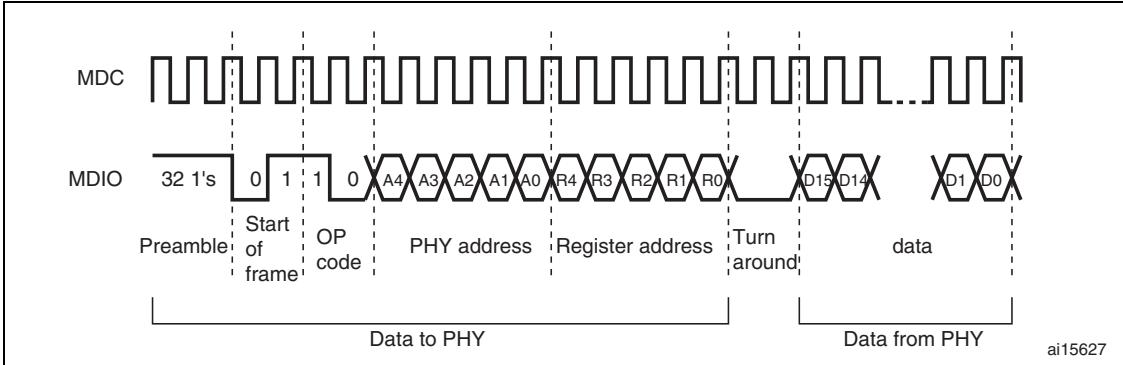 MDC
MDIO
32 1's 0 1 1 0 A4 A3 A2 A1 A0 R4 R3 R2 R1 R0 D15 D14 D1 D0
Preamble
Start
of
frame
OP
code
PHY address
Register address
Turn
around
data
Data to PHY
Data from PHY
ai15627